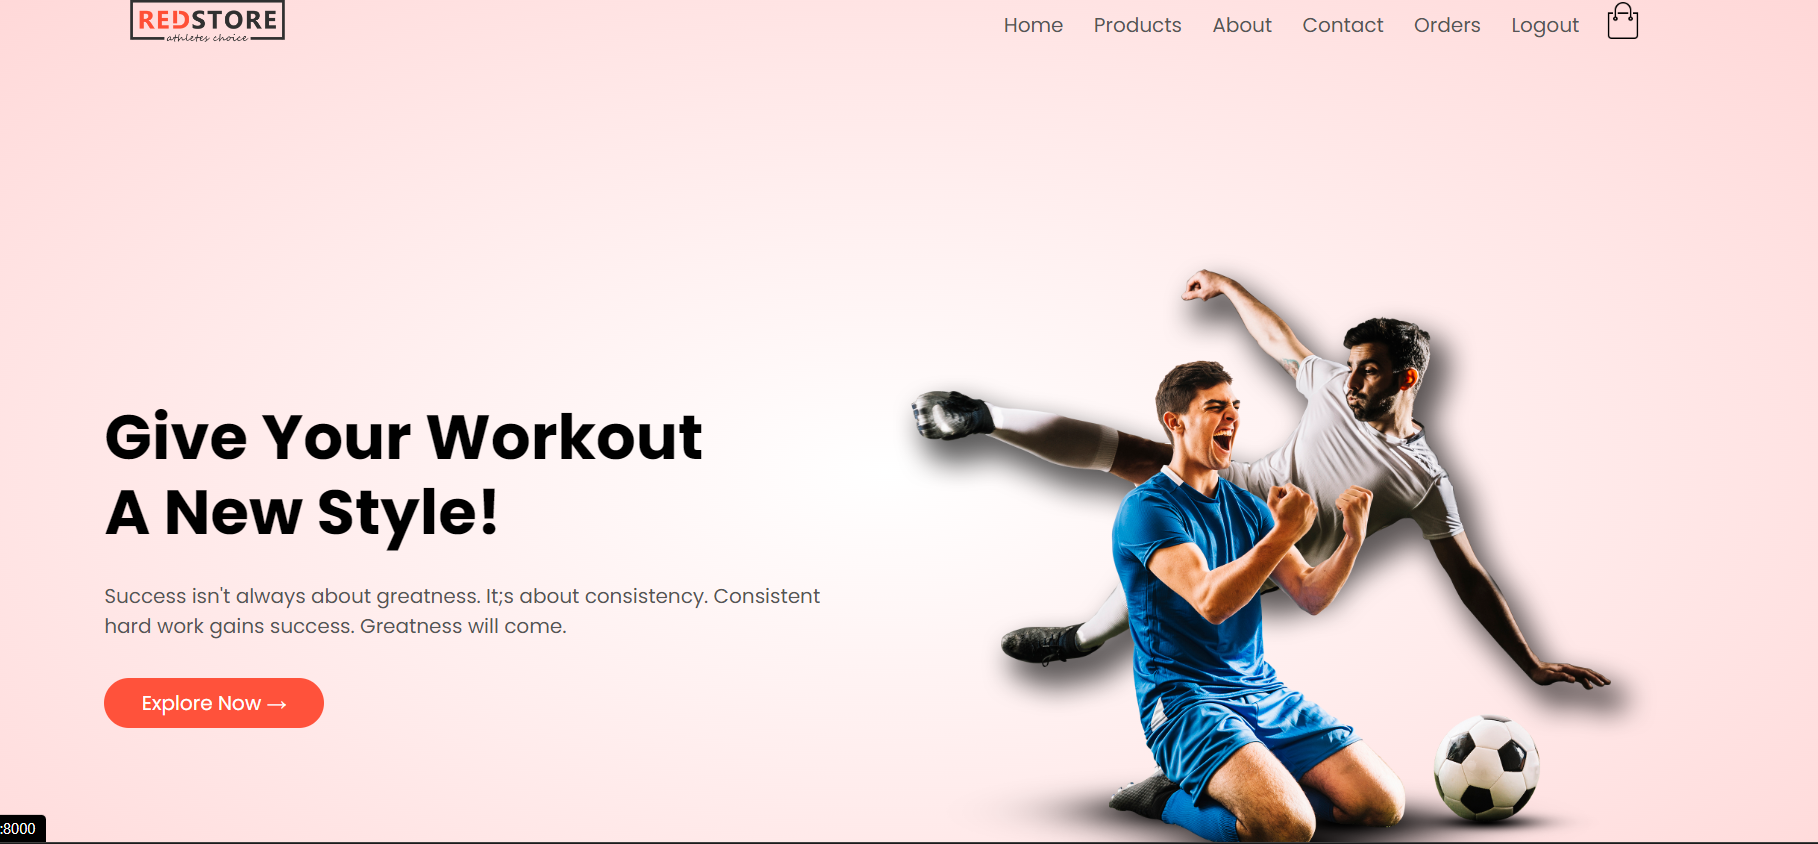 REDSTORE
athletes choice
Home Products About Contact Orders Logout
Give Your Workout
A New Style!
Success isn't always about greatness. It;s about consistency. Consistent
hard work gains success. Greatness will come.
Explore Now →
:8000